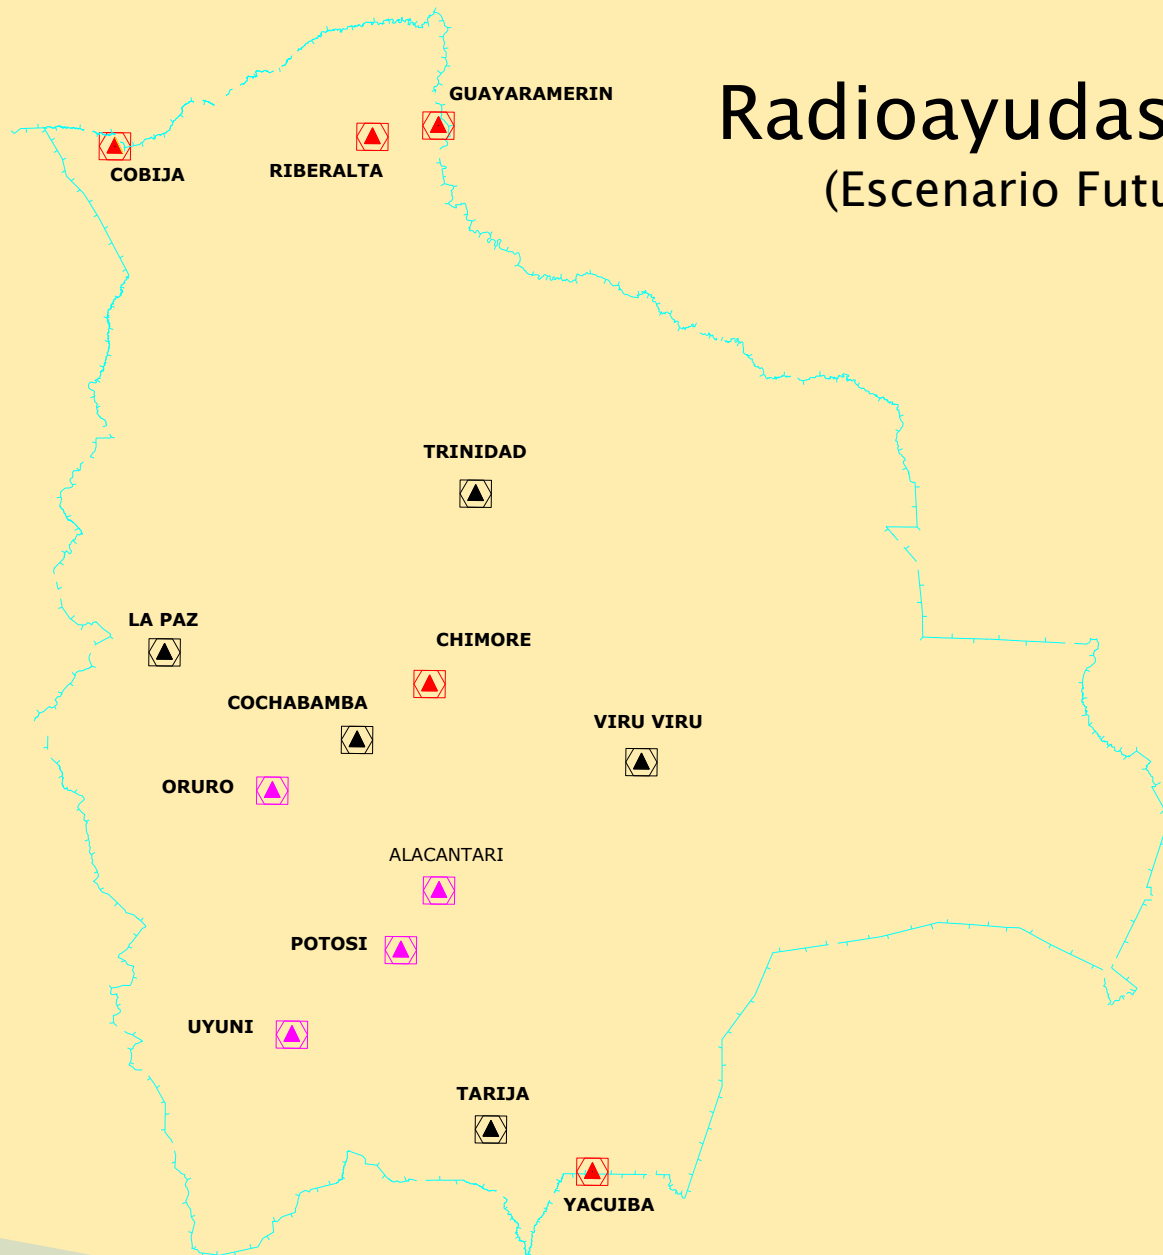 Radioayudas
(Escenario Futu
GUAYARAMERIN
COBIJA
RIBERALTA
TRINIDAD
LA PAZ
CHIMORE
COCHABAMBA
VIRU VIRU
ORURO
ALACANTARI
POTOSI
UYUNI
TARIJA
YACUIBA